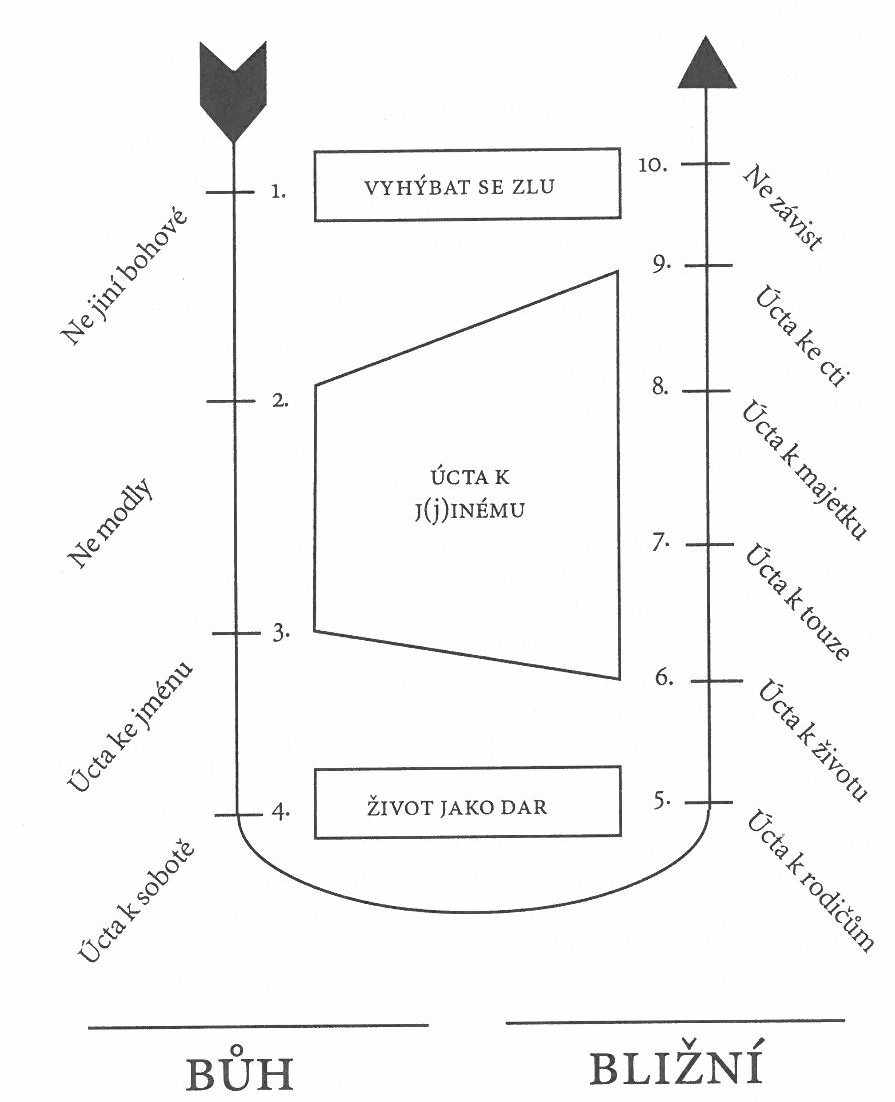 1.
Ne jiní bohové
2.
Ne modly
3.
Úcta ke jménu
4.
Úcta k sobotě
VYHÝBAT SE ZLU
ÚCTA K
J(j)INÉMU
ŽIVOT JAKO DAR
10.
Ne závist
9.
Úcta ke cti
8.
Úcta k majetku
7.
Úcta k touze
6.
Úcta k životu
5.
Úcta k rodičům
BŮH
BLIŽNÍ